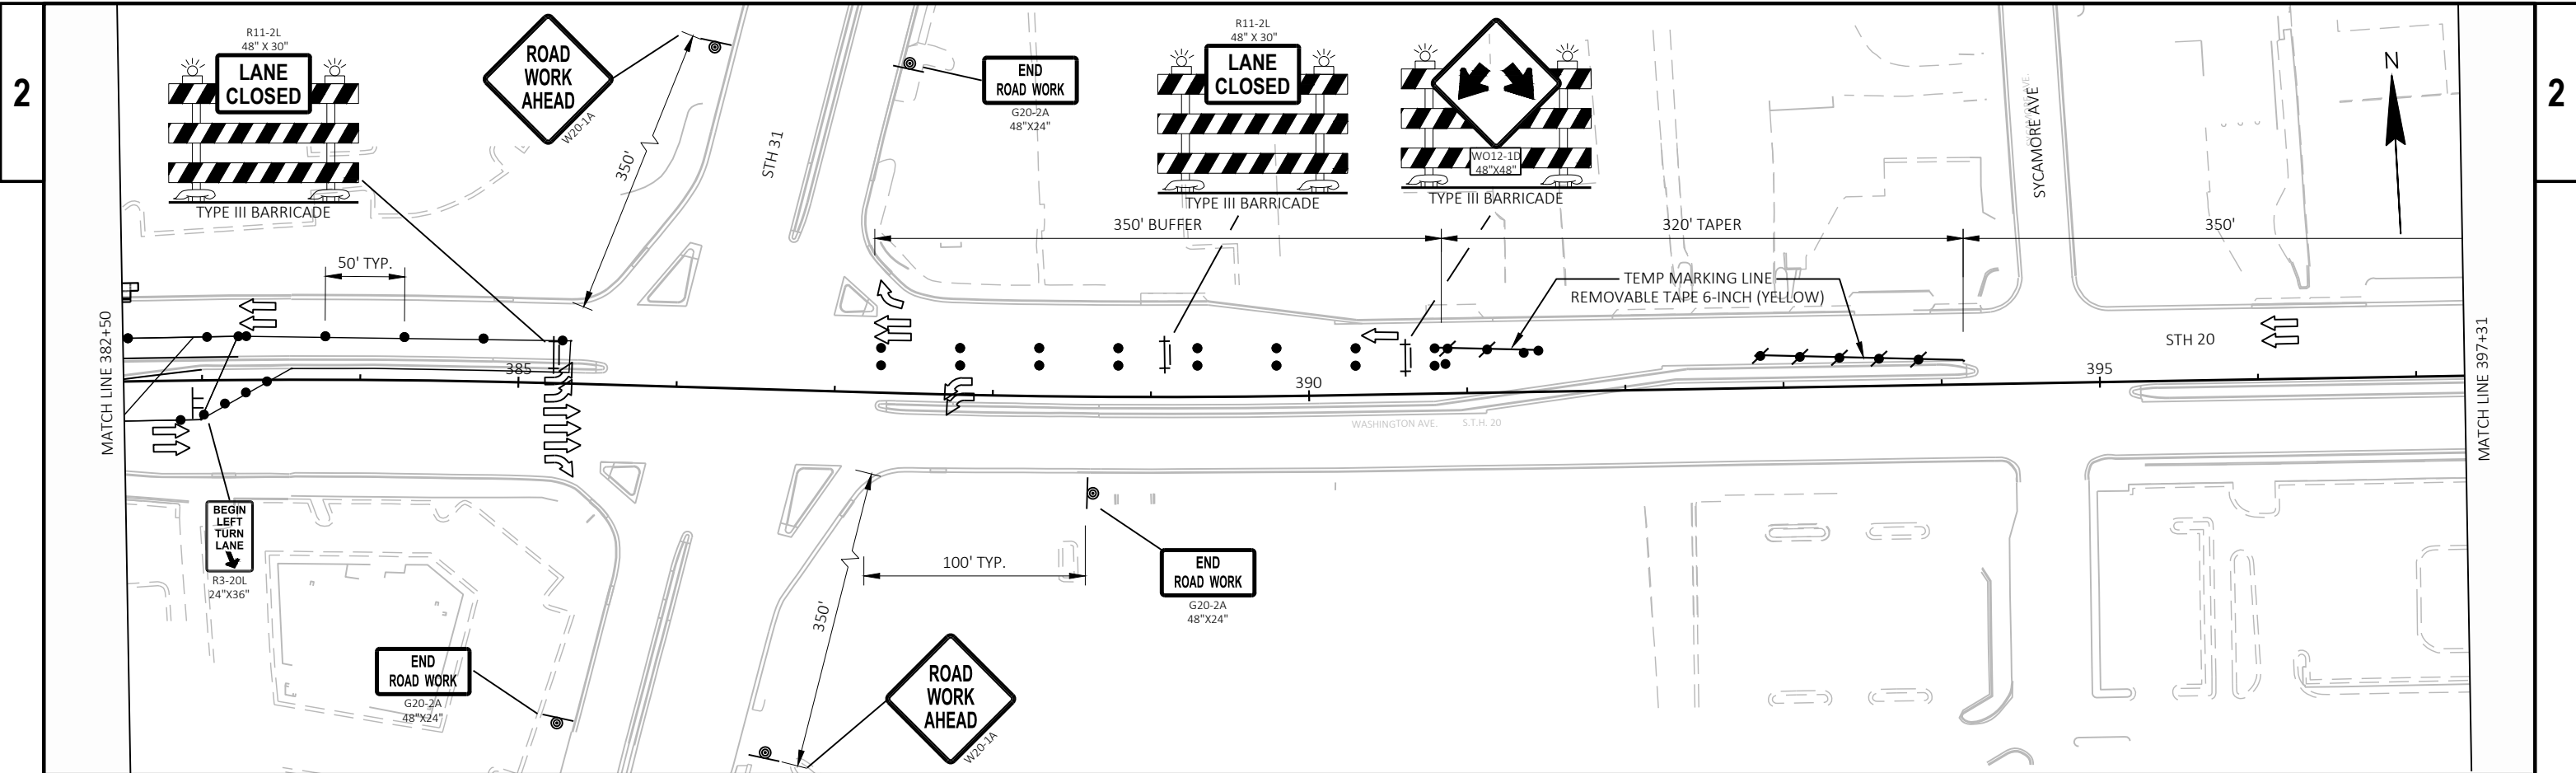 2
R11-2L
48" X 30"
LANE
CLOSED
TYPE III BARRICADE
ROAD
WORK
AHEAD
W20-1A
350'
STH 31
END
ROAD WORK
G20-2A
48"X24"
R11-2L
48" X 30"
LANE
CLOSED
TYPE III BARRICADE
WO12-1D
48"X48"
TYPE III BARRICADE
SYCAMORE AVE
N
2
350' BUFFER
320' TAPER
350'
50' TYP.
TEMP MARKING LINE
REMOVABLE TAPE 6-INCH (YELLOW)
STH 20
MATCH LINE 382+50
385
390
395
MATCH LINE 397+31
WASHINGTON AVE. S.T.H. 20
BEGIN
LEFT
TURN
LANE
R3-20L
24"X36"
100' TYP.
350'
END
ROAD WORK
G20-2A
48"X24"
END
ROAD WORK
G20-2A
48"X24"
ROAD
WORK
AHEAD
W20-1A